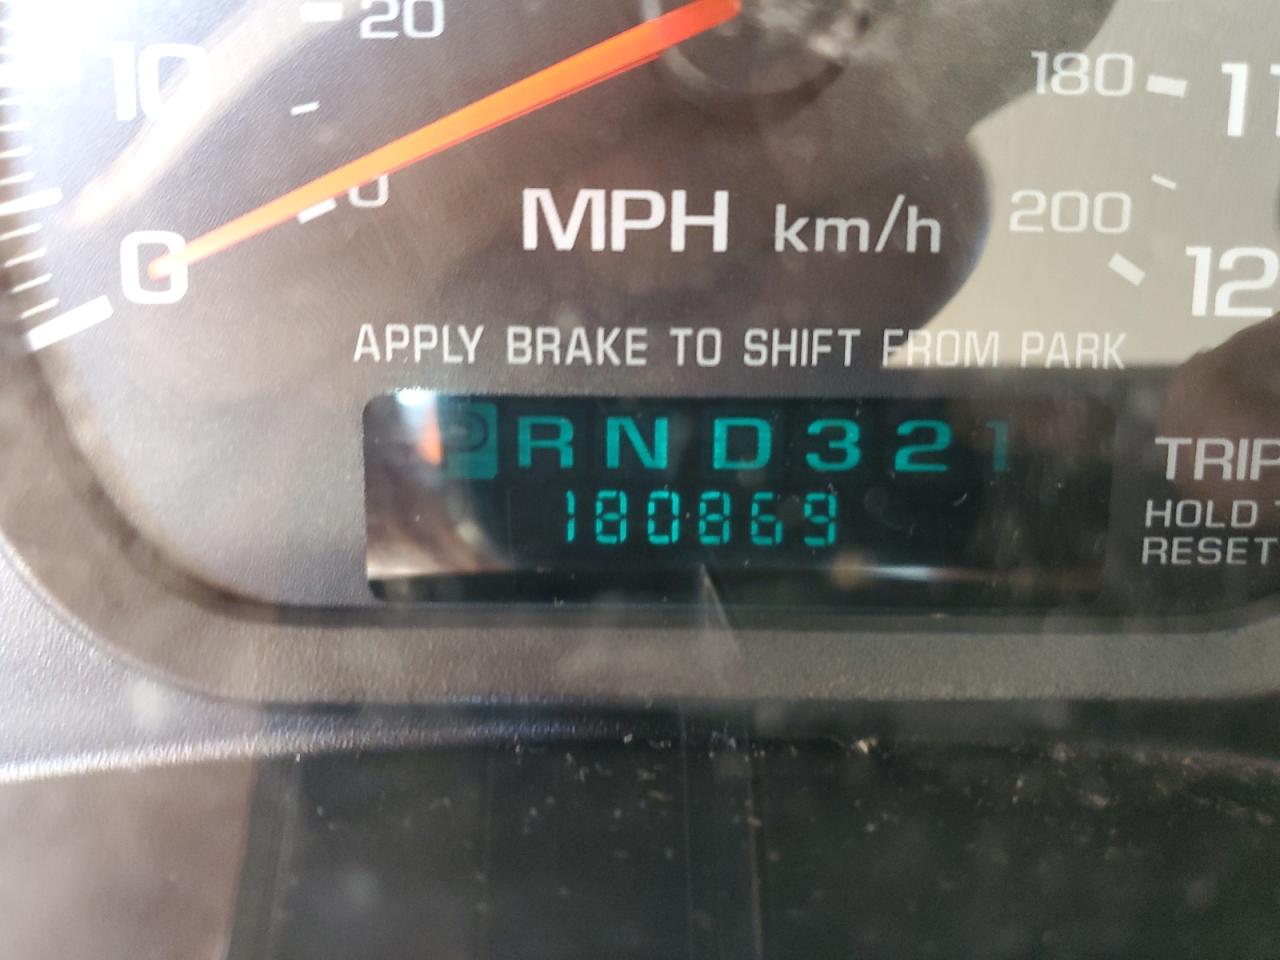 20
10
180
11
0
MPH km/h
200
0
12
APPLY BRAKE TO SHIFT FROM PARK
P R N D 3 2 1
TRIP
180869
HOLD
RESET